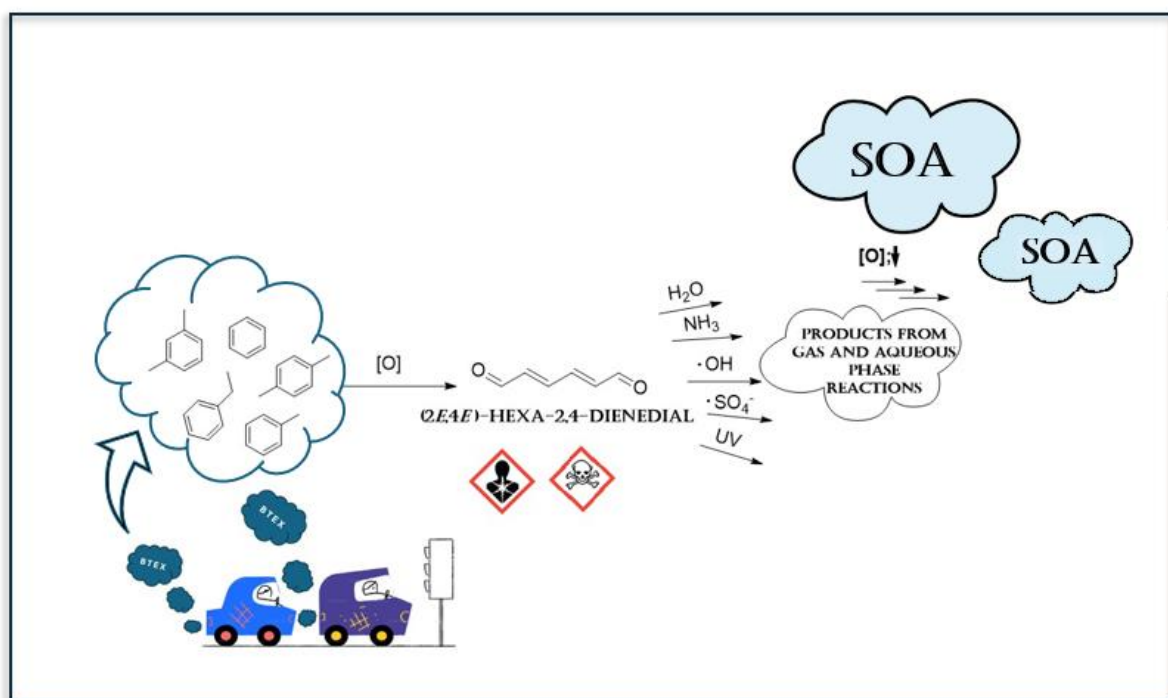 SOA
SOA
[O];
H₂O
NH₃
·OH
·SO₄⁻
UV
PRODUCTS FROM
GAS AND AQUEOUS
PHASE
REACTIONS
[O]
O
O
(2E,4E)-HEXA-2,4-DIENEDIAL
BTEX
BTEX